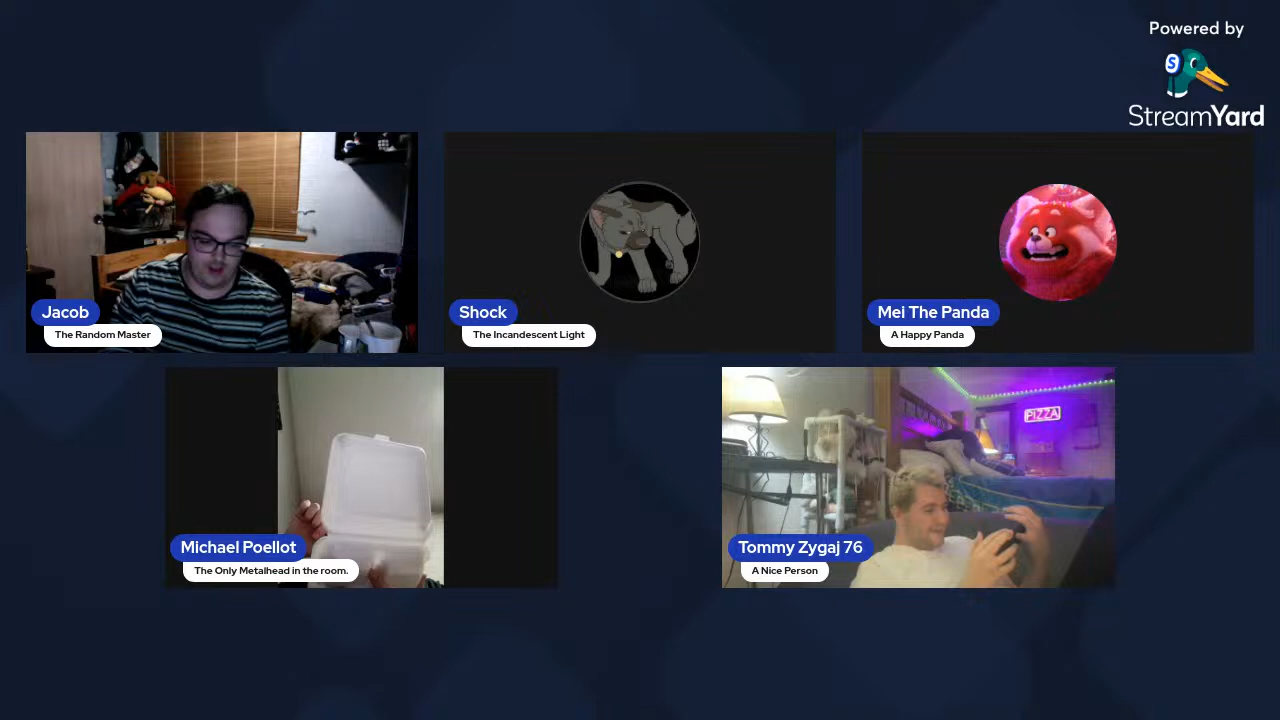 Powered by
S
StreamYard
Jacob
The Random Master
Shock
The Incandescent Light
Mei The Panda
A Happy Panda
PIZZA
Michael Poellot
The Only Metalhead in the room.
Tommy Zygaj 76
A Nice Person